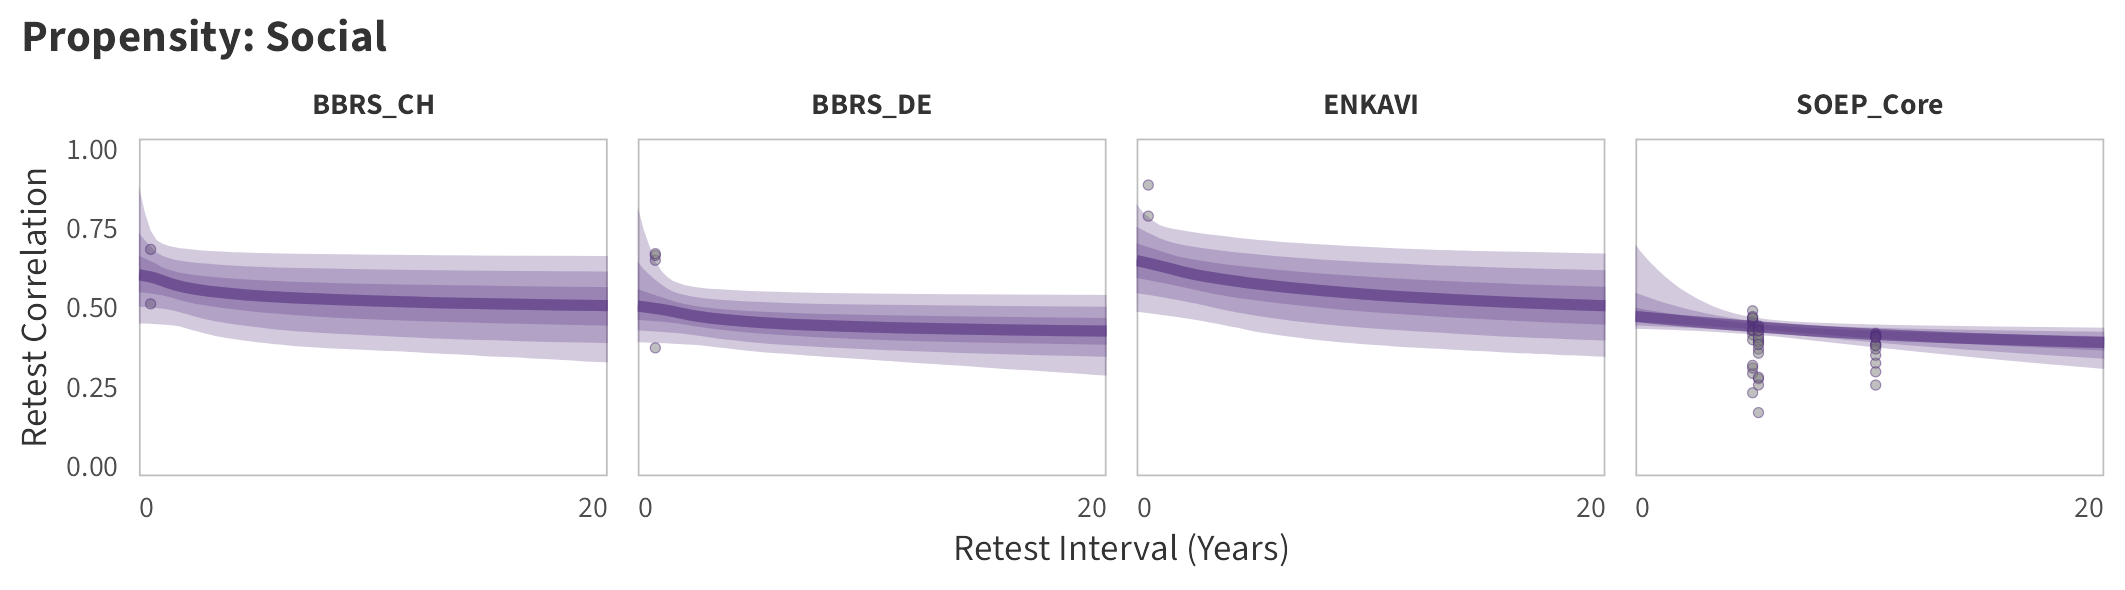 Propensity: Social
BBRS_CH
BBRS_DE
ENKAVI
SOEP_Core
Retest Correlation
1.00
0.75
0.50
0.25
0.00
0
20
0
20
0
20
0
20
Retest Interval (Years)